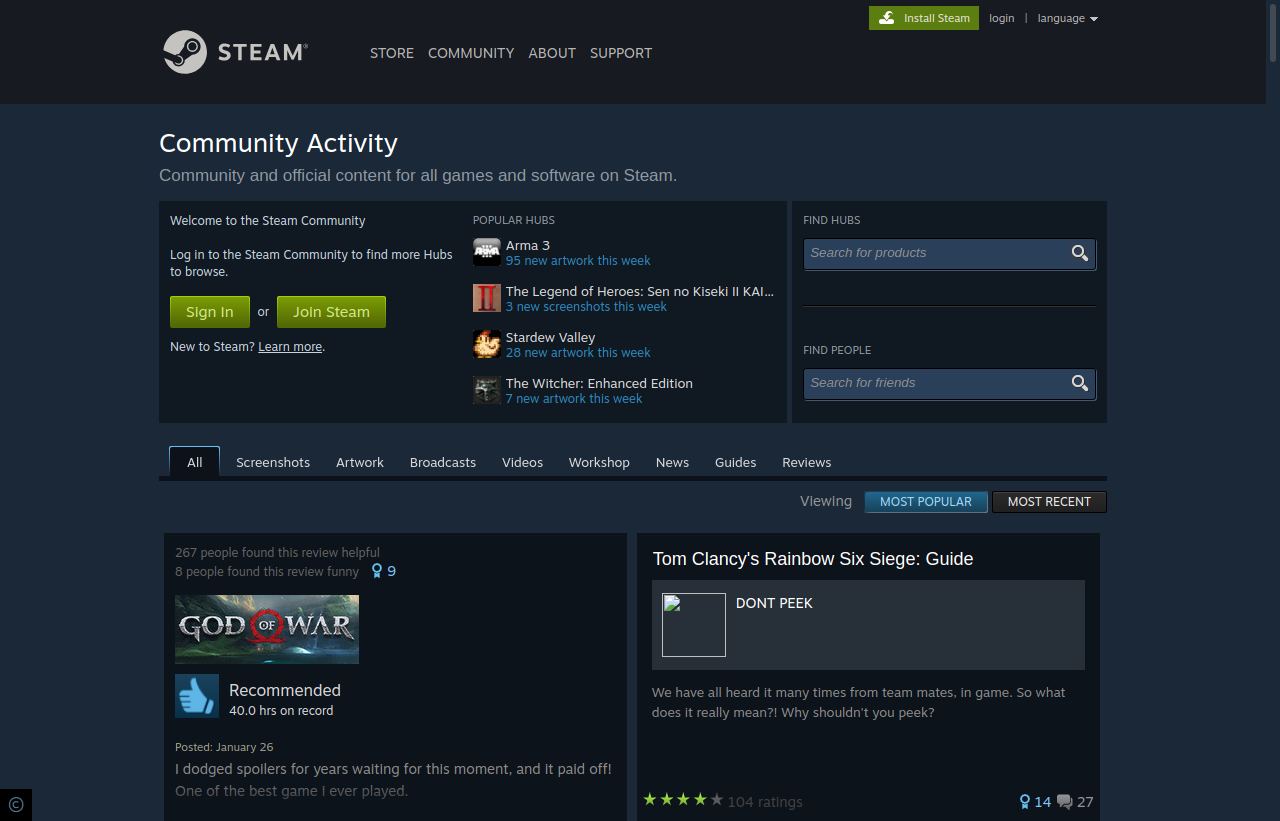 Install Steam
login | language
STEAM®
STORE COMMUNITY ABOUT SUPPORT
Community Activity
Community and official content for all games and software on Steam.
Welcome to the Steam Community
Log in to the Steam Community to find more Hubs
to browse.
Sign In or Join Steam
New to Steam? Learn more.
POPULAR HUBS
Arma 3
95 new artwork this week
The Legend of Heroes: Sen no Kiseki II KAI...
3 new screenshots this week
Stardew Valley
28 new artwork this week
The Witcher: Enhanced Edition
7 new artwork this week
FIND HUBS
Search for products
FIND PEOPLE
Search for friends
All Screenshots Artwork Broadcasts Videos Workshop News Guides Reviews
Viewing MOST POPULAR MOST RECENT
267 people found this review helpful
8 people found this review funny 9
GOD OF WAR
Recommended
40.0 hrs on record
Posted: January 26
I dodged spoilers for years waiting for this moment, and it paid off!
One of the best game I ever played.
Tom Clancy's Rainbow Six Siege: Guide
DONT PEEK
We have all heard it many times from team mates, in game. So what
does it really mean?! Why shouldn't you peek?
104 ratings 14 27
©